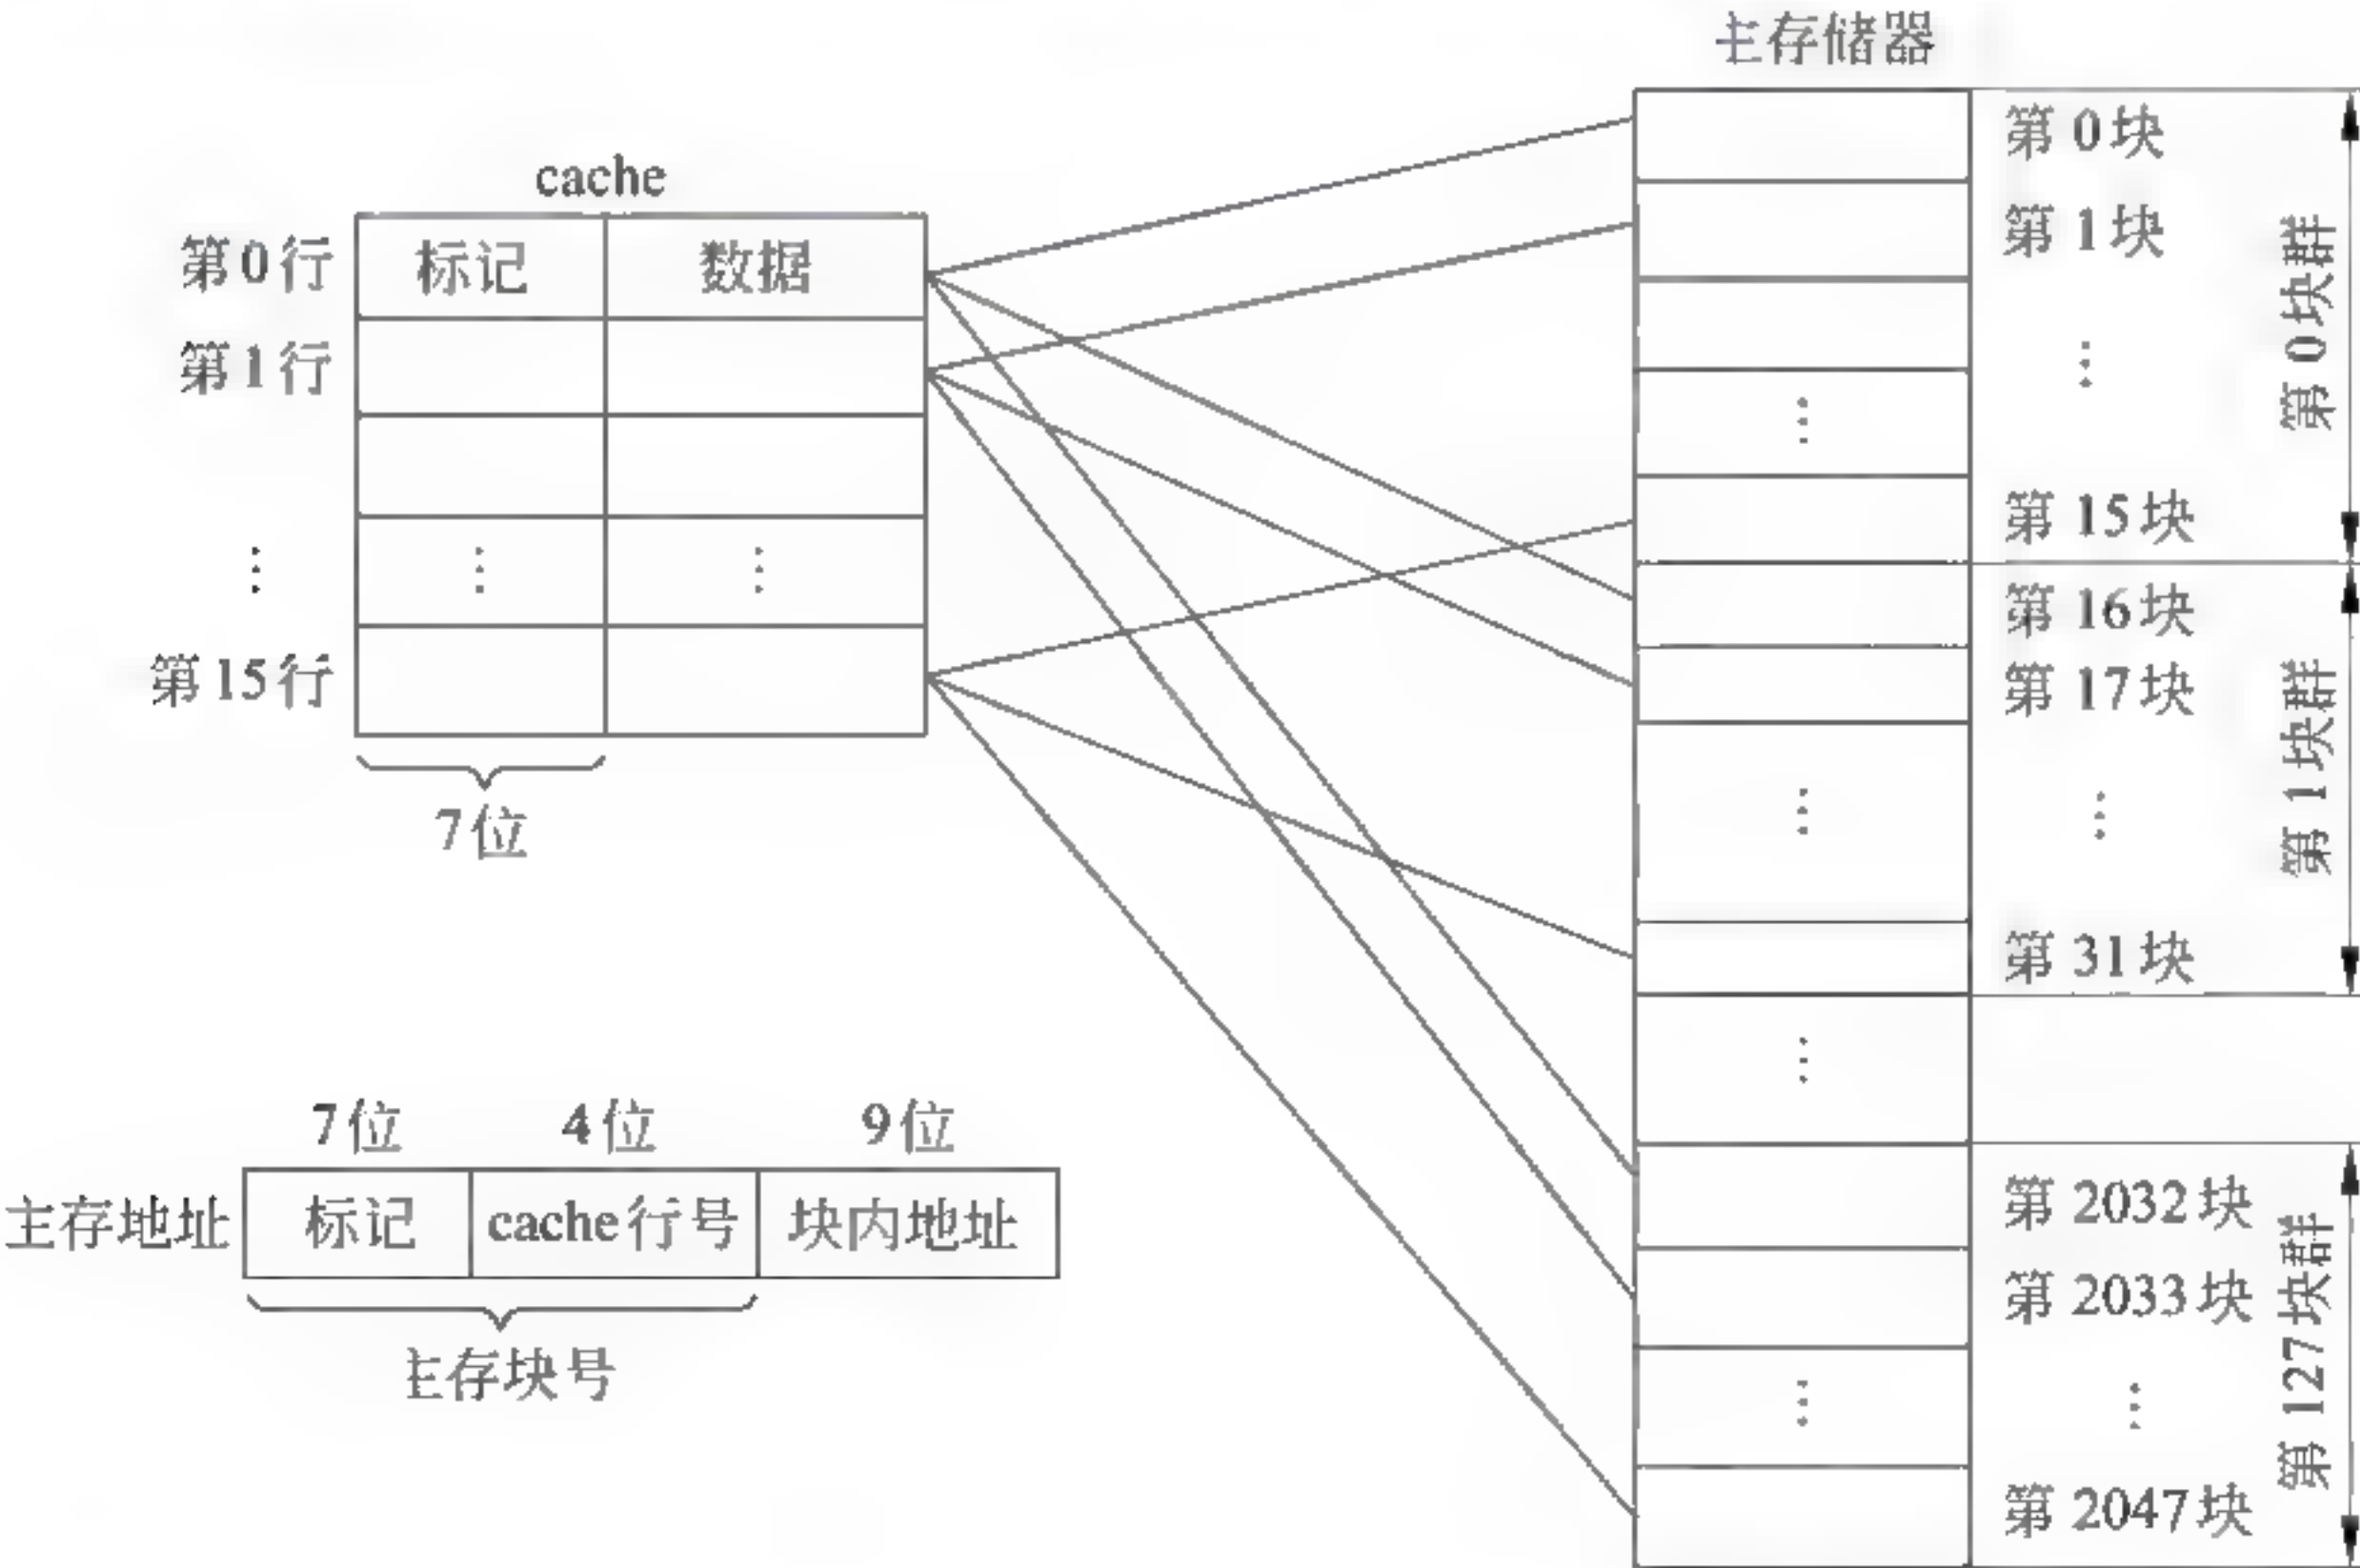 主存储器
cache
第0行
标记
数据
第1行
⋮
⋮
⋮
第15行
7位
第0块
第1块
⋮
⋮
第15块
第0块群
第16块
第17块
⋮
⋮
第31块
第1块群
⋮
第2032块
第2033块
⋮
⋮
第2047块
第127块群
7位
4位
9位
主存地址
标记
cache行号
块内地址
主存块号